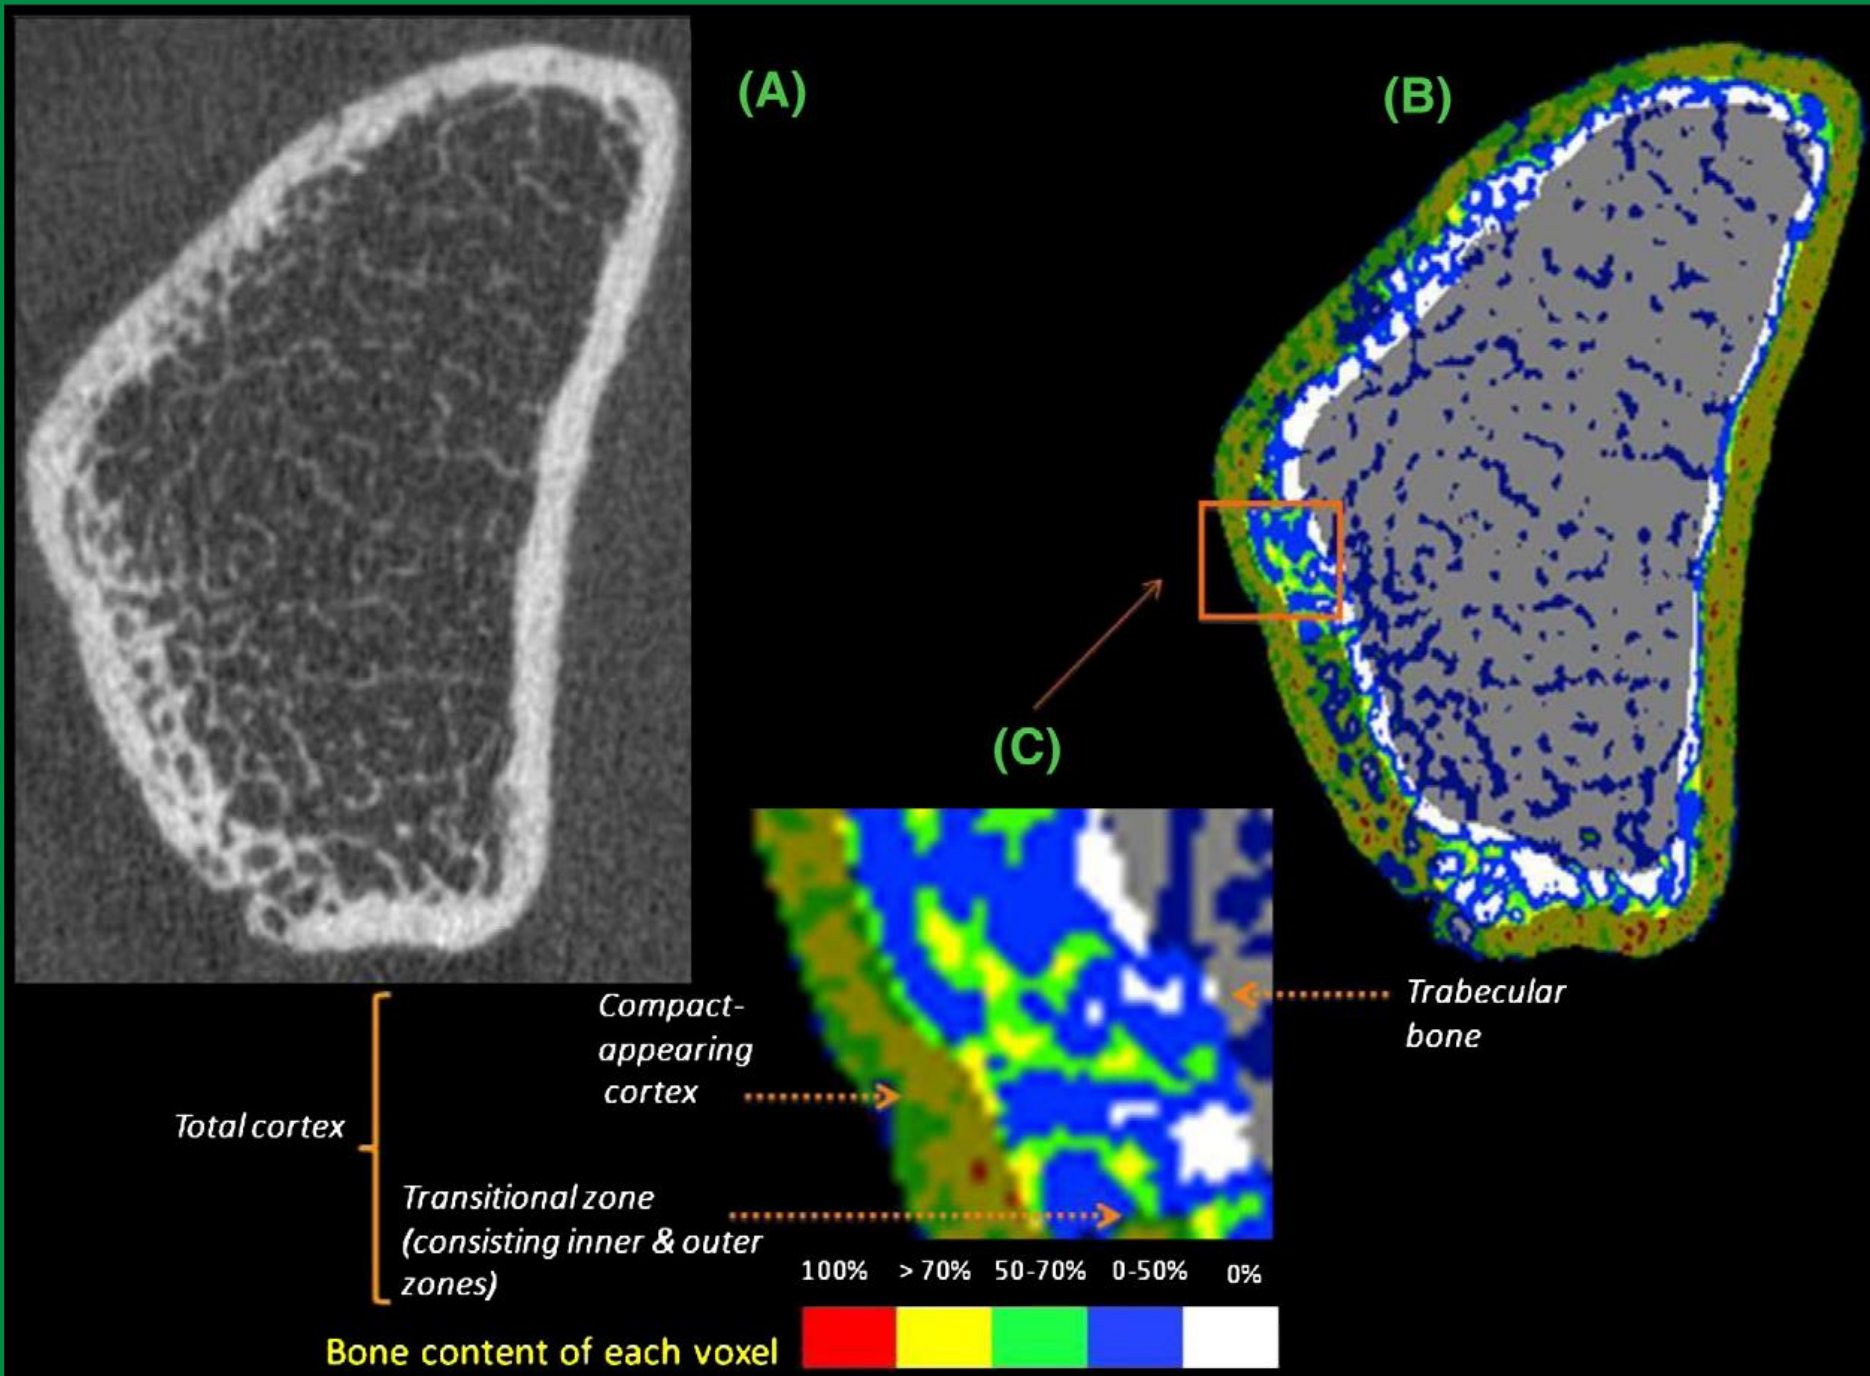 (A)
(B)
(C)
Compact-
appearing
cortex
Trabecular
bone
Total cortex
Transitional zone
(consisting inner & outer
zones)
100% > 70% 50-70% 0-50% 0%
Bone content of each voxel